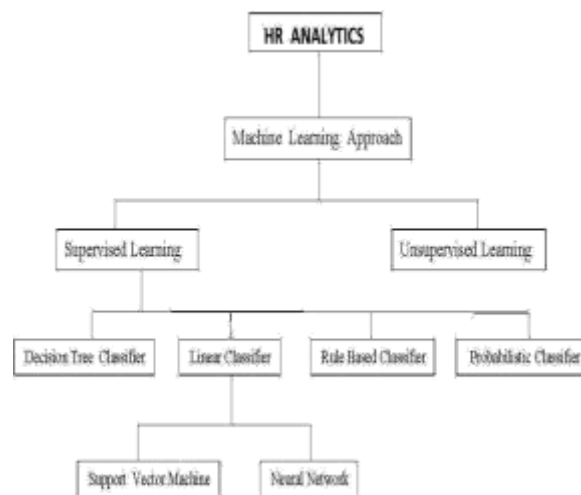 HR ANALYTICS
Machine Learning Approach
Supervised Learning
Unsupervised Learning
Decision Tree Classifier
Linear Classifier
Rule Based Classifier
Probabilistic Classifier
Support Vector Machine
Neural Network